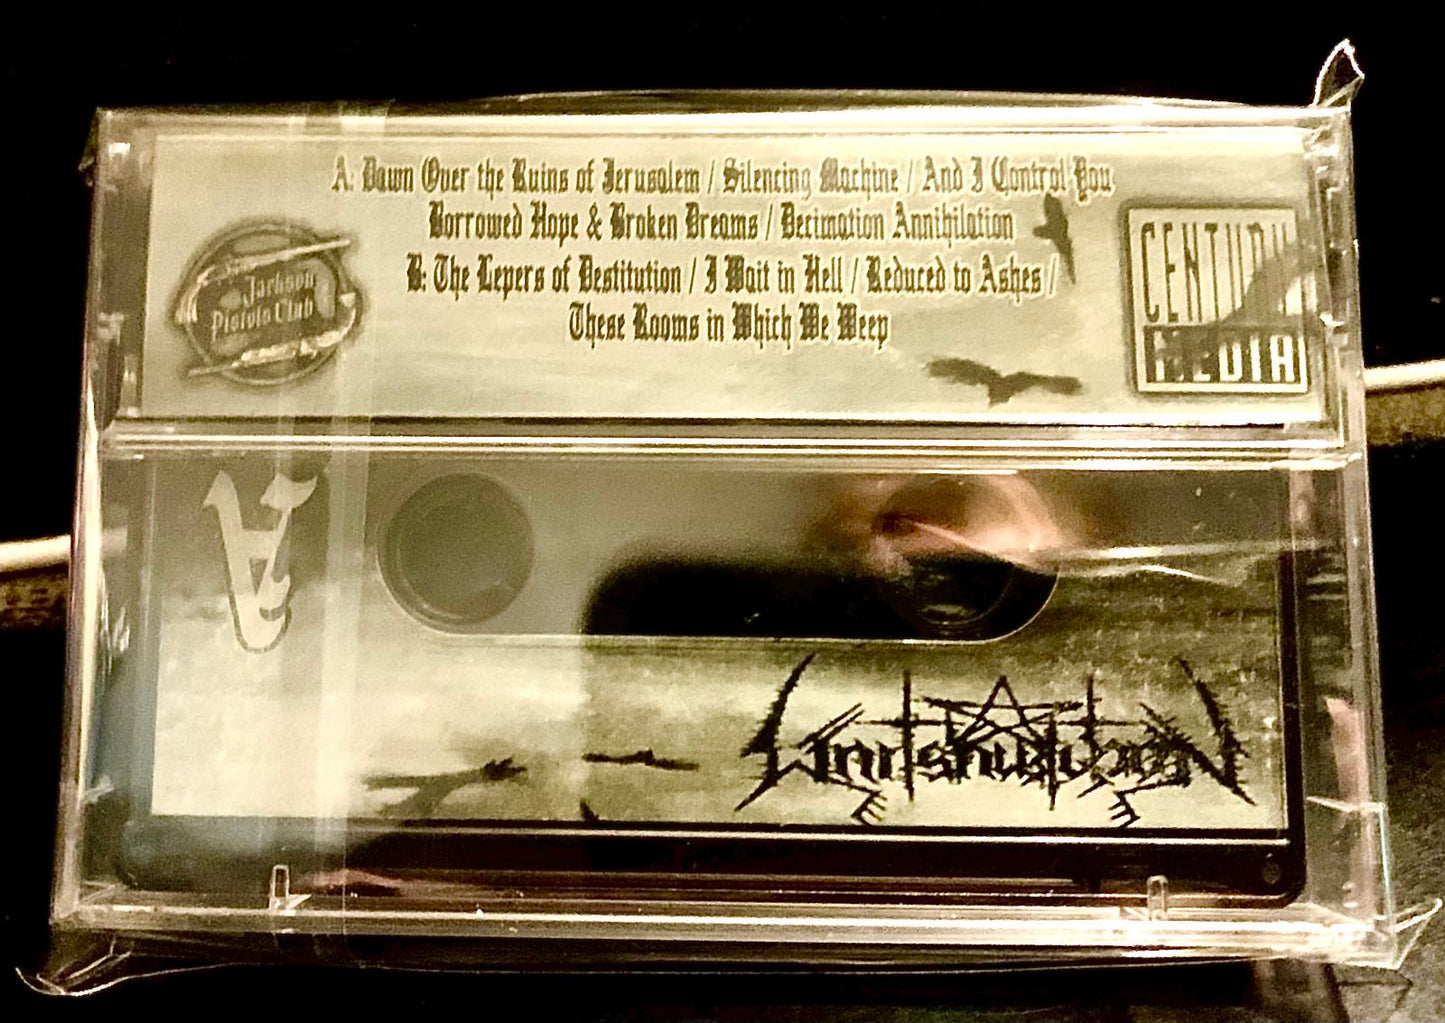 A: Dawn Over the Ruins of Jerusalem / Silencing Machine / And I Control You
Borrowed Hope & Broken Dreams / Decimation Annihilation
B: The Lepers of Destitution / I Wait in Hell / Reduced to Ashes /
These Rooms in Which We Weep
Jackson
Pistols Club
CENTURY
MEDIA
A